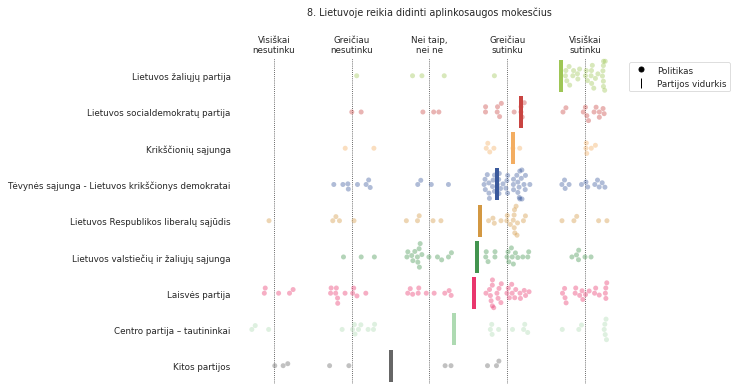 8. Lietuvoje reikia didinti aplinkosaugos mokesčius
Visiškai
nesutinku
Greičiau
nesutinku
Nei taip,
nei ne
Greičiau
sutinku
Visiškai
sutinku
Politikas
Partijos vidurkis
Lietuvos žaliųjų partija
Lietuvos socialdemokratų partija
Krikščionių sąjunga
Tėvynės sąjunga - Lietuvos krikščionys demokratai
Lietuvos Respublikos liberalų sąjūdis
Lietuvos valstiečių ir žaliųjų sąjunga
Laisvės partija
Centro partija – tautininkai
Kitos partijos